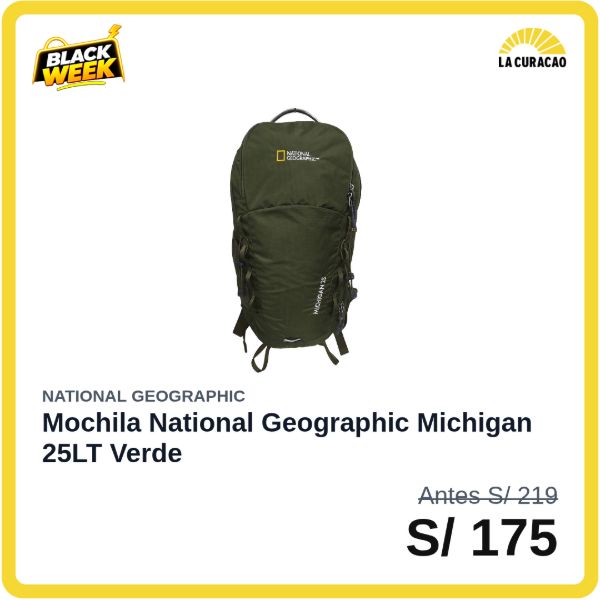 BLACK
WEEK
LA CURACAO
NATIONAL
GEOGRAPHIC
MICHIGAN 25
NATIONAL GEOGRAPHIC
Mochila National Geographic Michigan
25LT Verde
Antes S/ 219
S/ 175